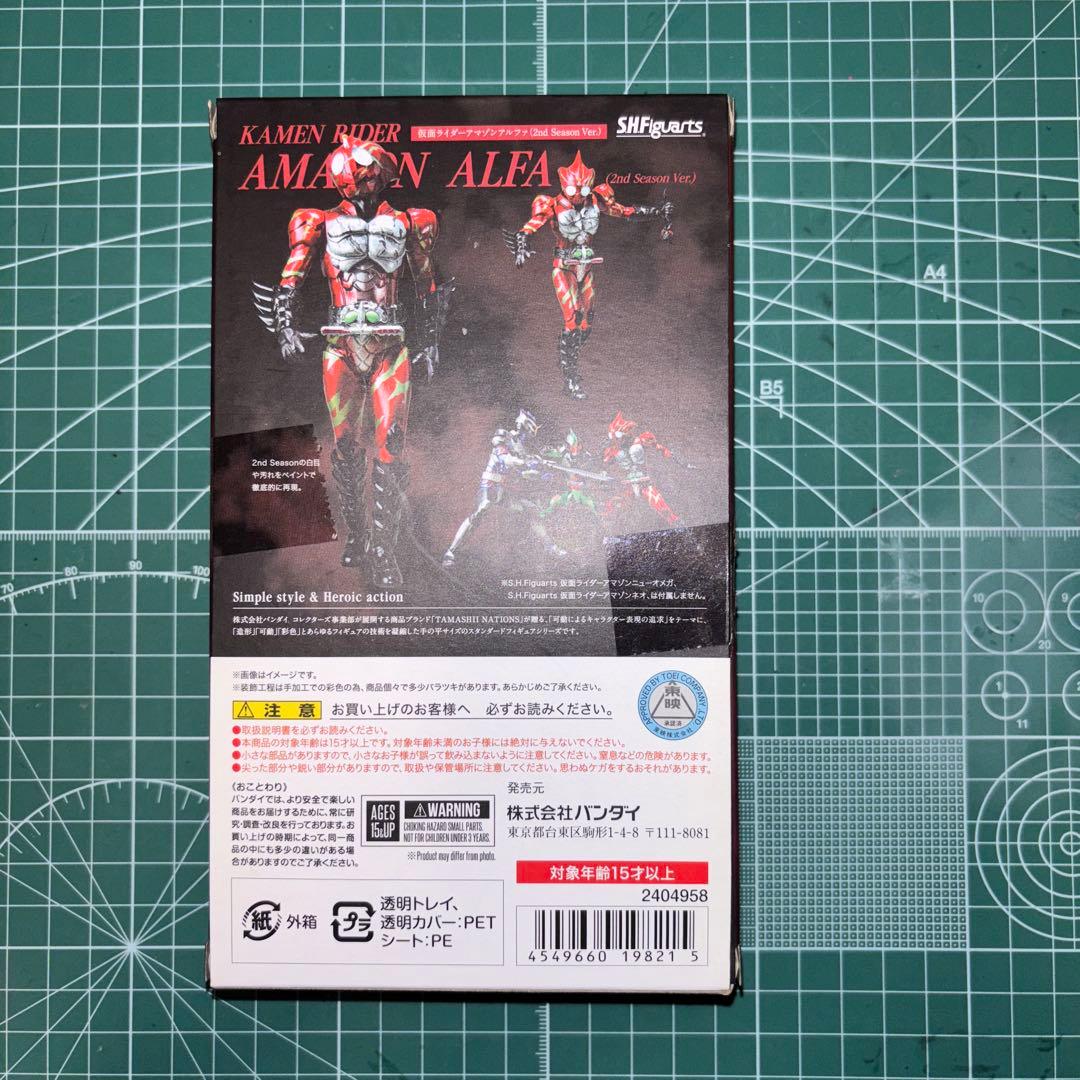 KAMEN RIDER
仮面ライダーアマゾンアルファ(2nd Season Ver.)
S.H.Figuarts
ALFA
(2nd Season Ver.)
2nd Seasonの白目
や汚れをペイントで
徹底的に再現。
※S.H.Figuarts 仮面ライダーアマゾンニューオメガ、
S.H.Figuarts 仮面ライダーアマゾンネオ、は付属しません。
Simple style & Heroic action
株式会社バンダイ コレクターズ事業部が展開する商品ブランド「TAMASHII NATIONS」が贈る、「可動によるキャラクター表現の追求」をテーマに、
「造形」「可動」「彩色」とあらゆるフィギュアの技術を凝縮した手の平サイズのスタンダードフィギュアシリーズです。
※画像はイメージです。
※装飾工程は手加工での彩色の為、商品個々で多少バラツキがあります。あらかじめご了承ください。
注意 お買い上げのお客様へ 必ずお読みください。
●取扱説明書を必ずお読みください。
●本商品の対象年齢は15才以上です。対象年齢未満のお子様には絶対に与えないでください。
●小さな部品がありますので、小さなお子様が誤って飲み込まないように注意してください。窒息などの危険があります。
●尖った部分や鋭い部分がありますので、取扱や保管場所に注意してください。思わぬケガをするおそれがあります。
APPROVED BY TOEI COMPANY, LTD.
東映
承認済
東映株式会社
〈おことわり〉
バンダイでは、より安全で楽しい
商品をお届けするために、常に研
究・調査・改良を行っております。お
買い上げの時期によって、同一商
品の中にも多少の違いがある場
合がありますのでご了承ください。
AGES
15&UP
WARNING
CHOKING HAZARD SMALL PARTS.
NOT FOR CHILDREN UNDER 3 YEARS.
※Product may differ from photo.
発売元
株式会社バンダイ
東京都台東区駒形1-4-8 〒111-8081
対象年齢15才以上
2404958
紙 外箱
プラ
透明トレイ、
透明カバー:PET
シート:PE
4549660 198215
A4
B5
70
80
90
100
110
120
10
20
1
11